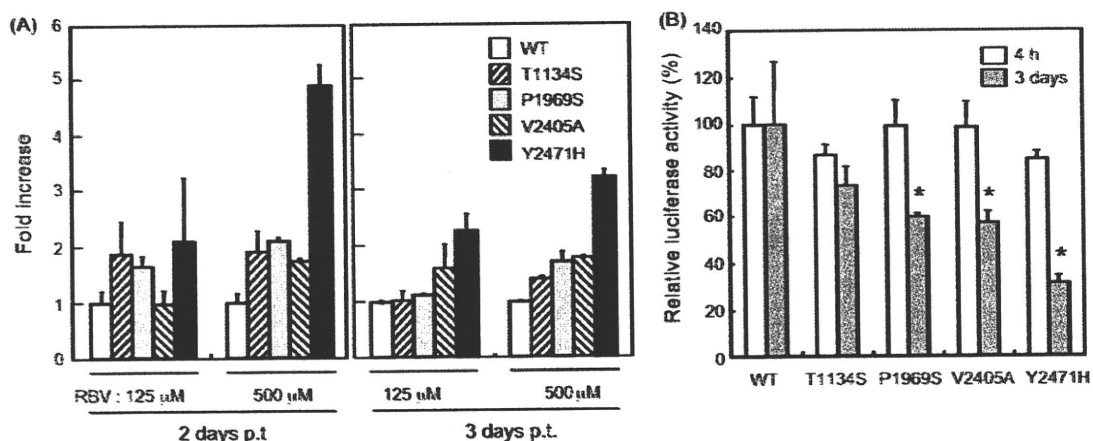 (A)
Fold increase
6
5
4
3
2
1
0
WT
T1134S
P1969S
V2405A
Y2471H
RBV : 125 μM
500 μM
125 μM
500 μM
2 days p.t
3 days p.t.
(B)
Relative luciferase activity (%)
140
120
100
80
60
40
20
0
4 h
3 days
*
*
*
WT
T1134S
P1969S
V2405A
Y2471H